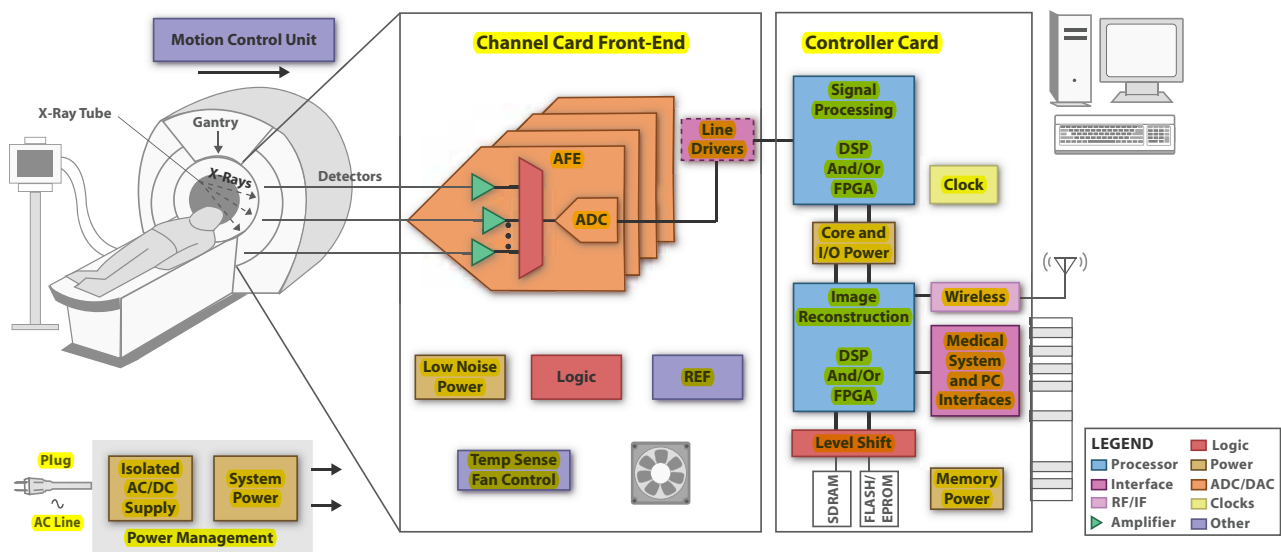 Motion Control Unit
X-Ray Tube
Gantry
X-Rays
Detectors
Channel Card Front-End
AFE
ADC
Line
Drivers
Low Noise
Power
Logic
REF
Temp Sense
Fan Control
Controller Card
Signal
Processing
DSP
And/Or
FPGA
Clock
Core and
I/O Power
Image
Reconstruction
DSP
And/Or
FPGA
Wireless
Medical
System
and PC
Interfaces
Level Shift
SDRAM
FLASH/
EPROM
Memory
Power
Plug
AC Line
Isolated
AC/DC
Supply
System
Power
Power Management
LEGEND
Processor
Interface
RF/IF
Amplifier
Logic
Power
ADC/DAC
Clocks
Other